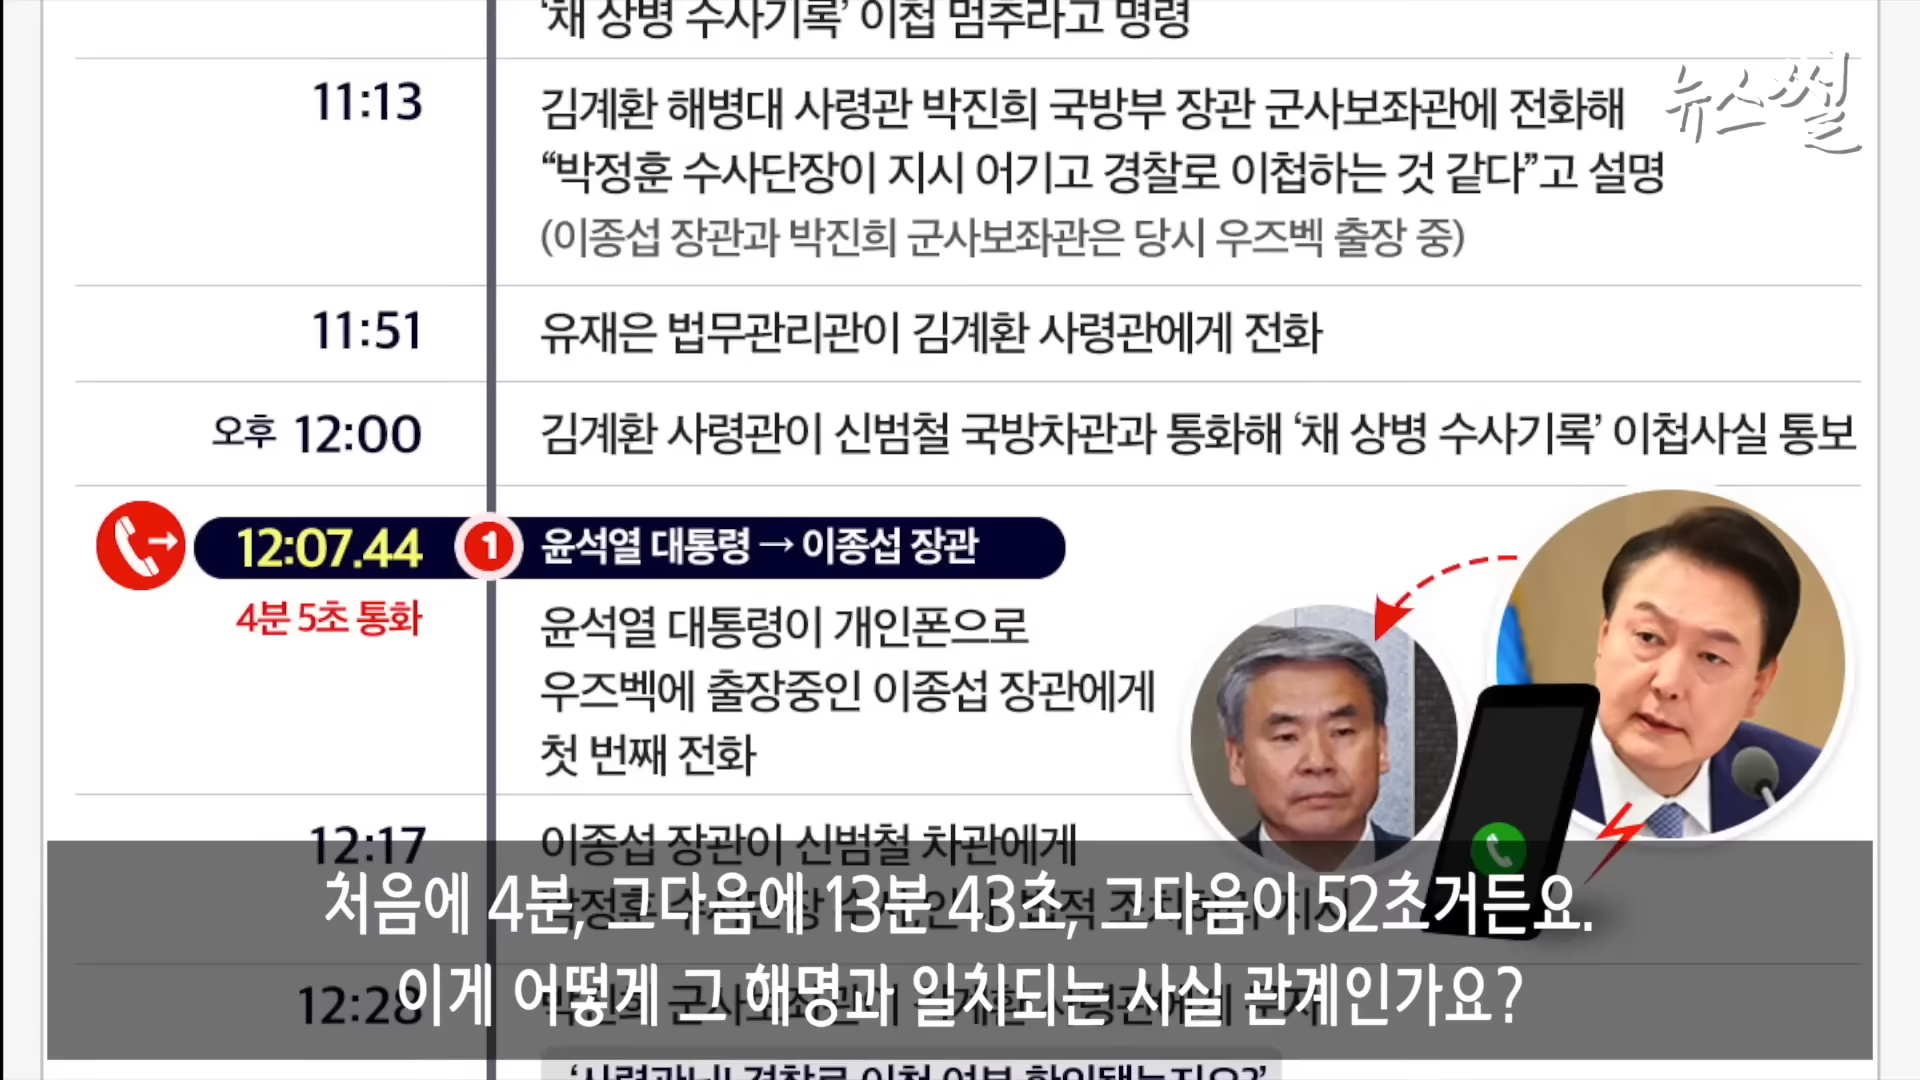 '채 상병 수사기록' 이첩 멈추라고 명령
뉴스썰
11:13
김계환 해병대 사령관 박진희 국방부 장관 군사보좌관에 전화해
“박정훈 수사단장이 지시 어기고 경찰로 이첩하는 것 같다”고 설명
(이종섭 장관과 박진희 군사보좌관은 당시 우즈벡 출장 중)
11:51
유재은 법무관리관이 김계환 사령관에게 전화
오후 12:00
김계환 사령관이 신범철 국방차관과 통화해 ‘채 상병 수사기록’ 이첩사실 통보
12:07.44
1
윤석열 대통령 → 이종섭 장관
4분 5초 통화
윤석열 대통령이 개인폰으로
우즈벡에 출장중인 이종섭 장관에게
첫 번째 전화
12:17
이종섭 장관이 신범철 차관에게
처음에 4분, 그다음에 13분 43초, 그다음이 52초거든요.
12:28
이게 어떻게 그 해명과 일치되는 사실 관계인가요?